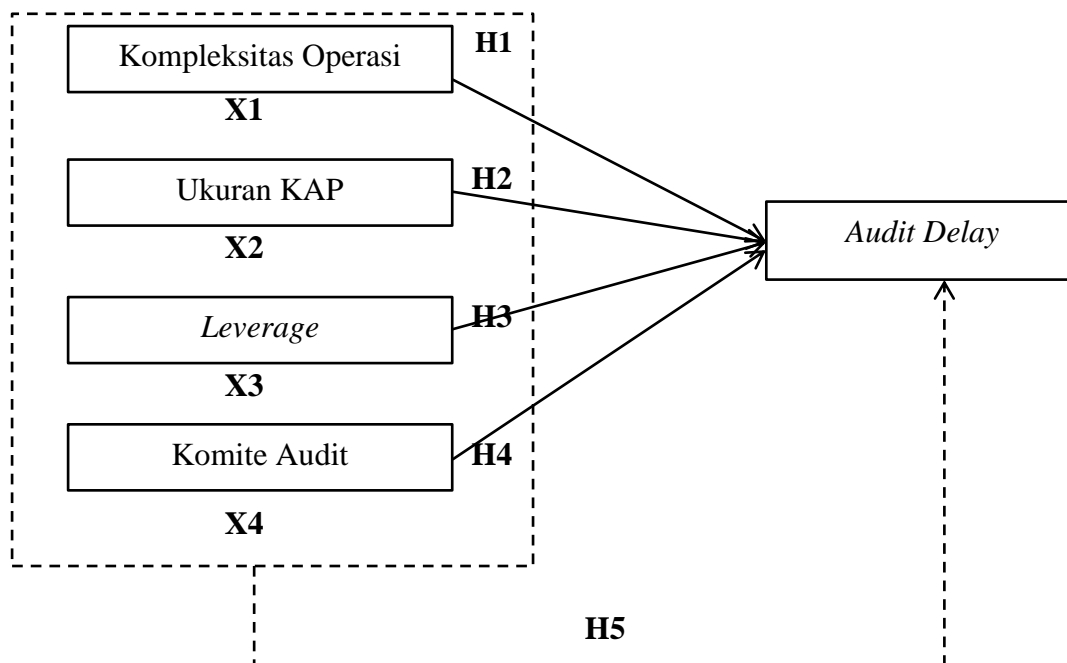 Kompleksitas Operasi
H1
X1
Ukuran KAP
H2
X2
Audit Delay
Leverage
H3
X3
Komite Audit
H4
X4
H5